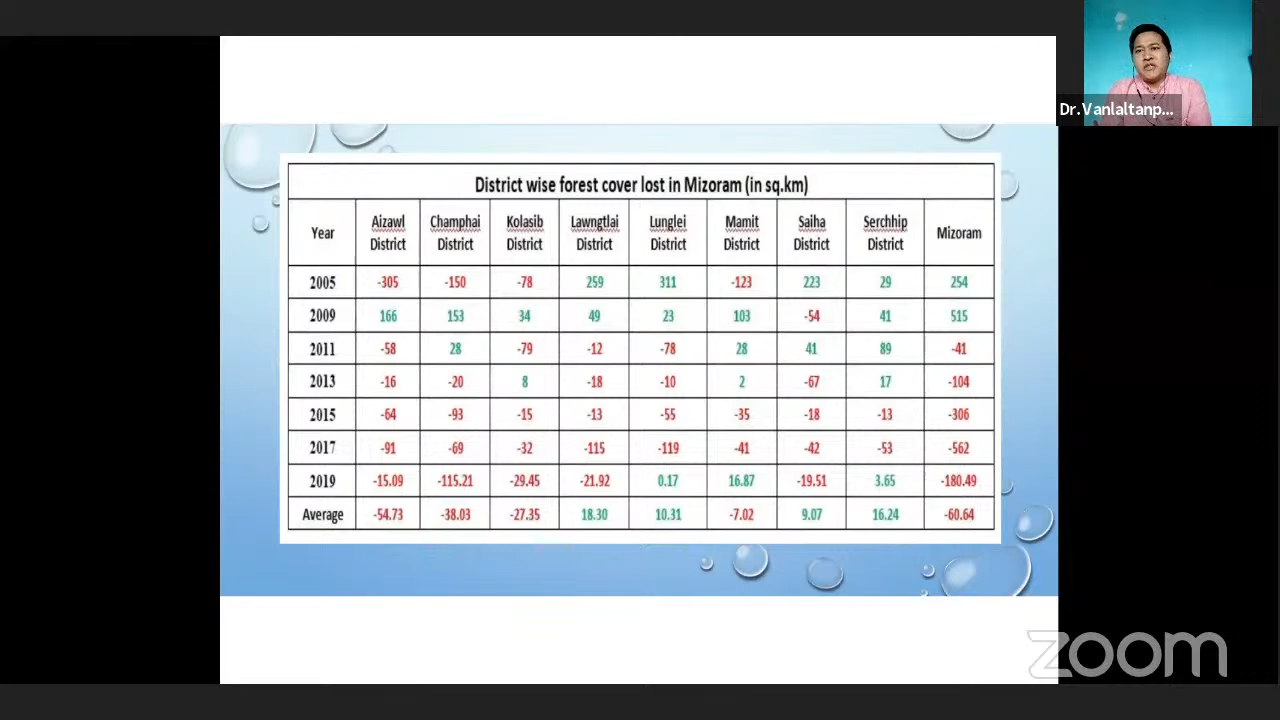 Dr.Vanlaltanp...
District wise forest cover lost in Mizoram (in sq.km)
Year Aizawl District Champhai District Kolasib District Lawngtlai District Lunglei District Mamit District Saiha District Serchhip District Mizoram
2005 -305 -150 -78 259 311 -123 223 29 254
2009 166 153 34 49 23 103 -54 41 515
2011 -58 28 -79 -12 -78 28 41 89 -41
2013 -16 -20 8 -18 -10 2 -67 17 -104
2015 -64 -93 -15 -13 -55 -35 -18 -13 -306
2017 -91 -69 -32 -115 -119 -41 -42 -53 -562
2019 -15.09 -115.21 -29.45 -21.92 0.17 16.87 -19.51 3.65 -180.49
Average -54.73 -38.03 -27.35 18.30 10.31 -7.02 9.07 16.24 -60.64
zoom